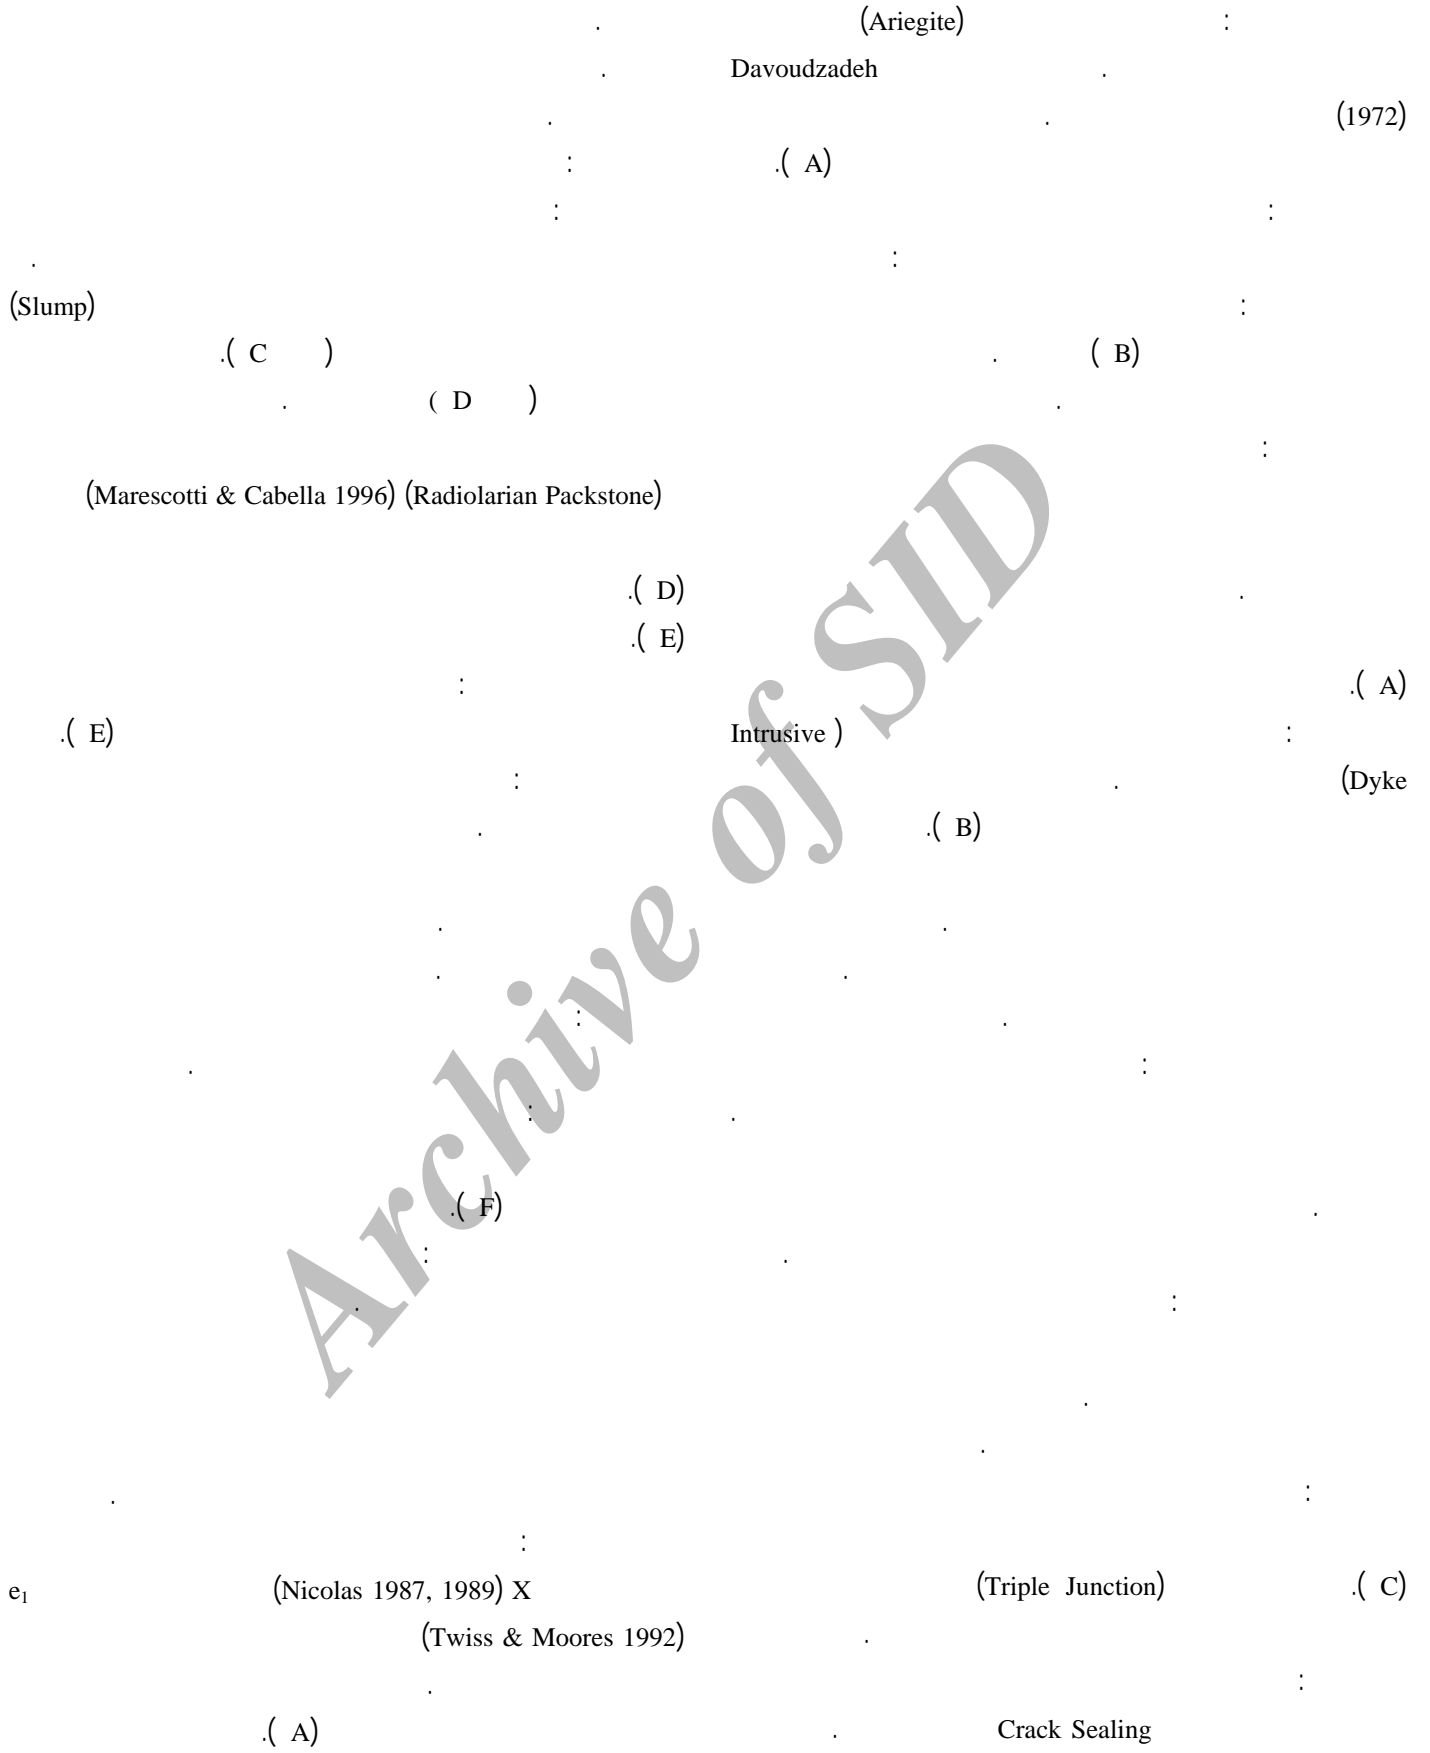 (Ariegite) : .
. Davoudzadeh .
(1972) . .
.( A) :
: :
: .
: (Slump)
( B) . .( C )
. ( D ) .
:
(Radiolarian Packstone) (Marescotti & Cabella 1996)
. .( D)
.( E)
.( A) :
: Intrusive ) .( E)
(Dyke . :
.( B) .
. .
. .
. :
: .
. :
. .( F)
. :
: .
.
.
: .
:
.( C) (Triple Junction) X (Nicolas 1987, 1989) e₁
. (Twiss & Moores 1992)
: .
Crack Sealing . .( A)
Archive of SID